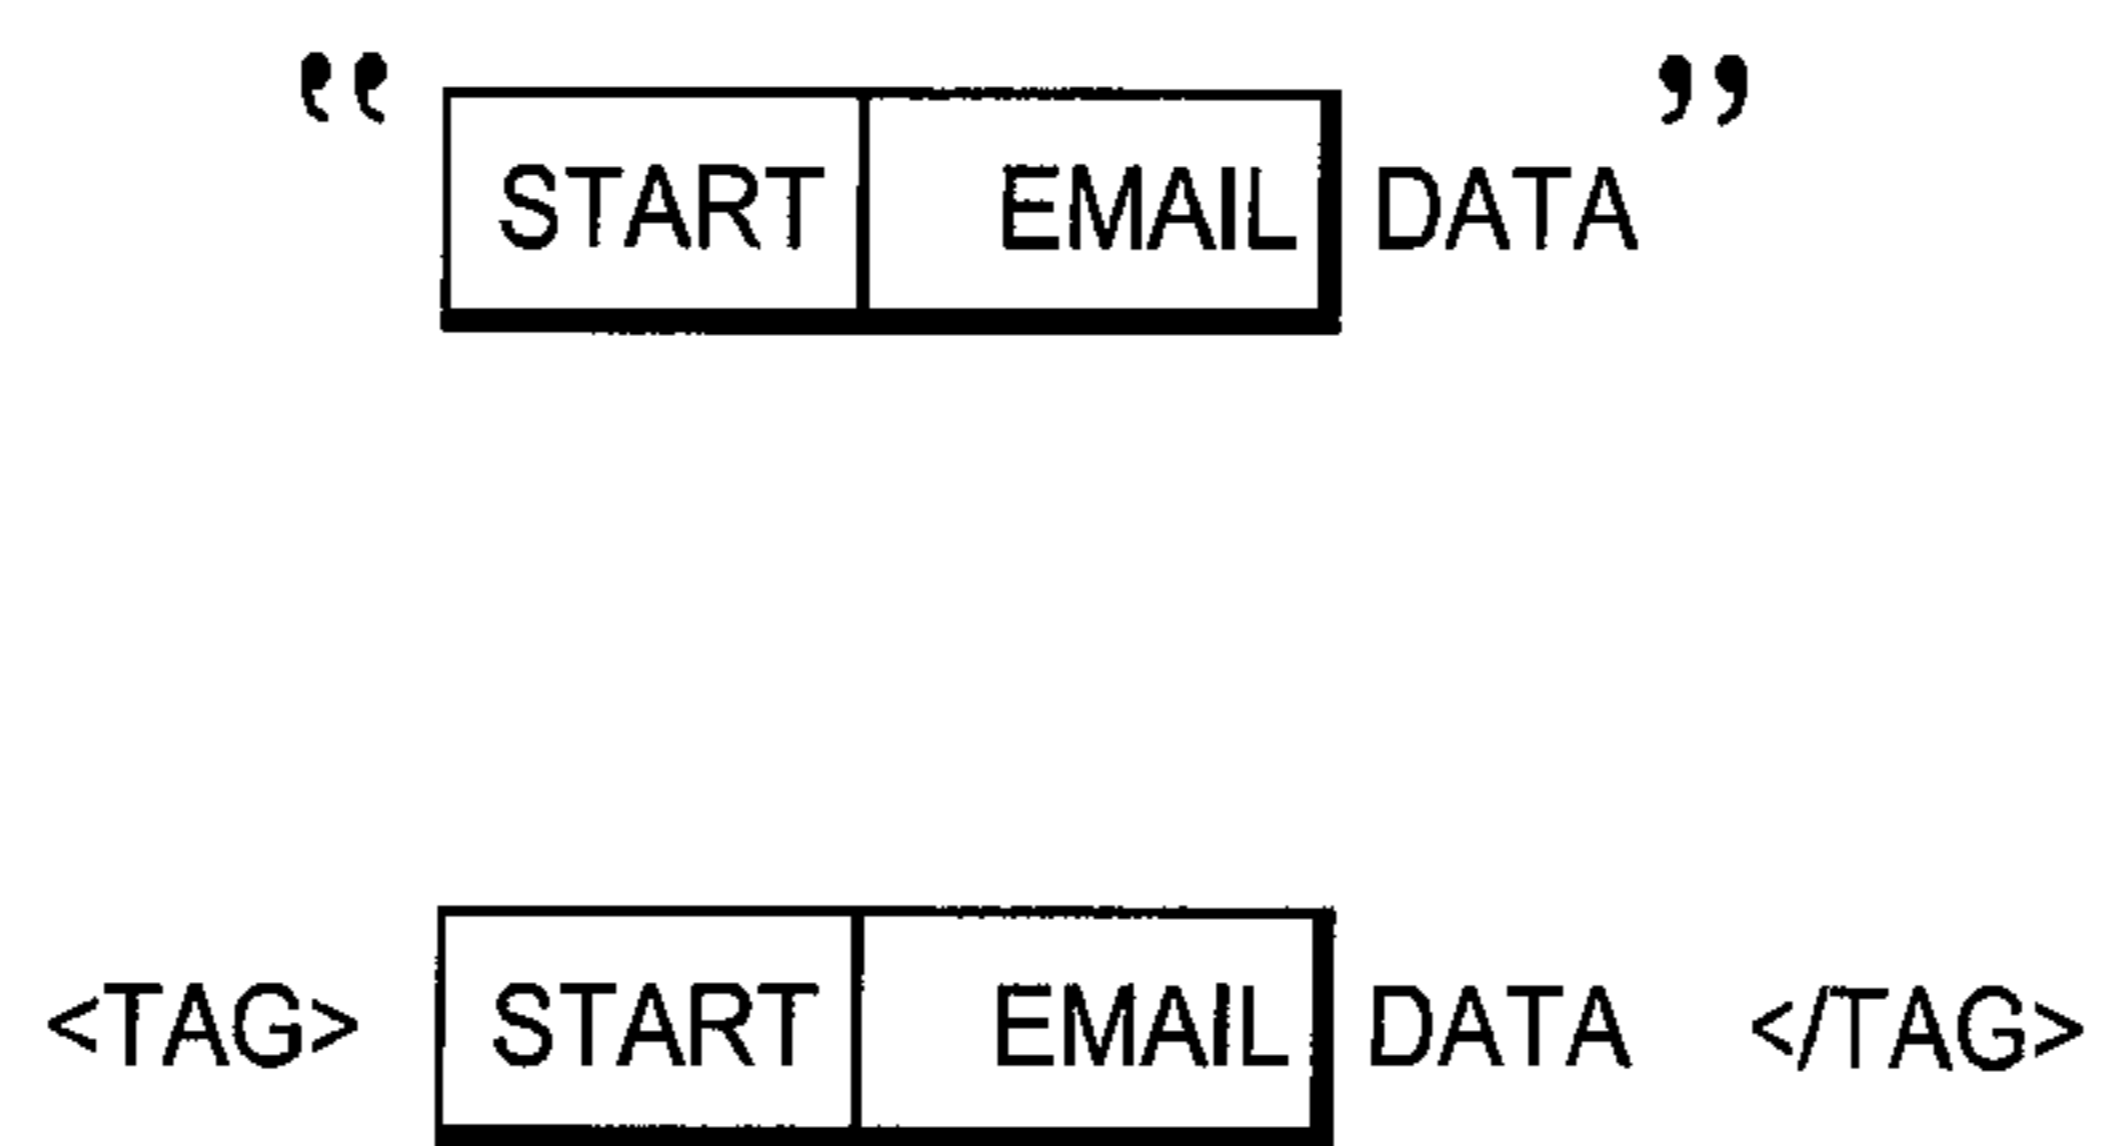 “ START EMAIL DATA ”
<TAG> START EMAIL DATA </TAG>